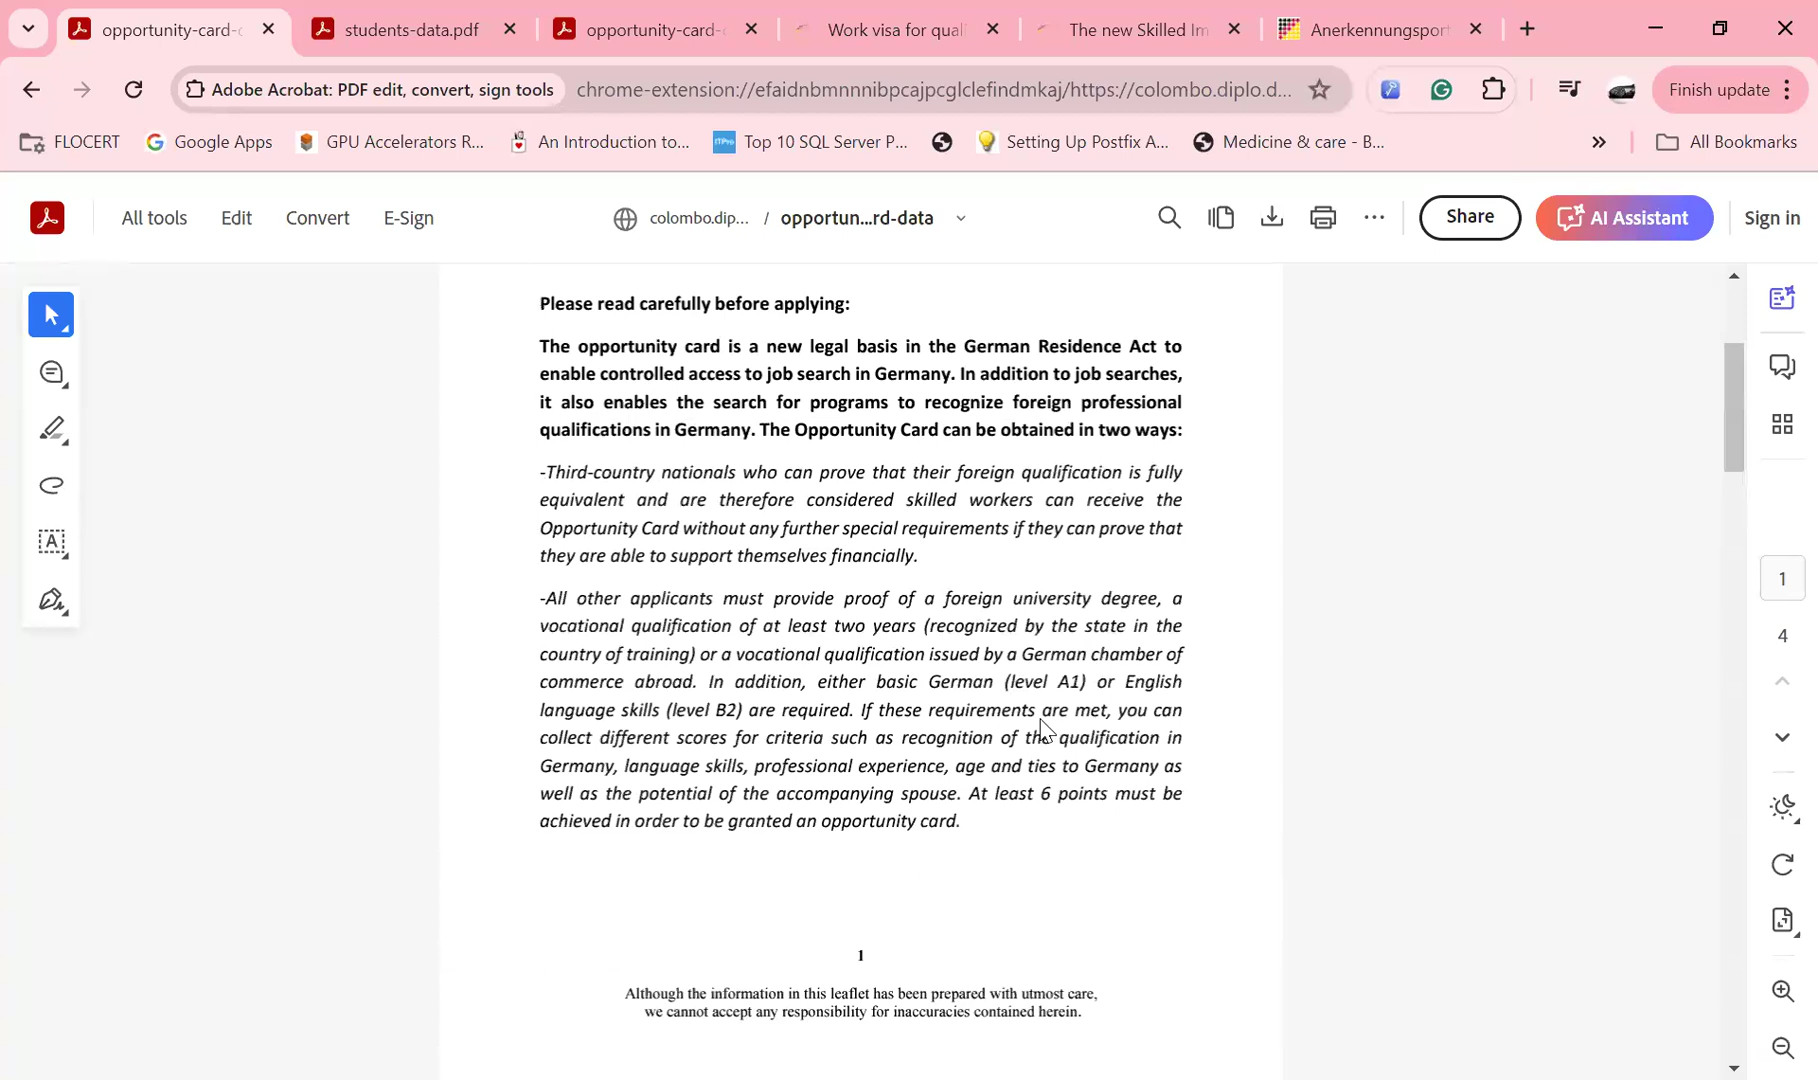 opportunity-card-
students-data.pdf
opportunity-card-
Work visa for qual
The new Skilled Im
Anerkennungsport
Adobe Acrobat: PDF edit, convert, sign tools
chrome-extension://efaidnbmnnnibpcajpcglclefindmkaj/https://colombo.diplo.d...
Finish update
FLOCERT
Google Apps
GPU Accelerators R...
An Introduction to...
Top 10 SQL Server P...
Setting Up Postfix A...
Medicine & care - B...
»
All Bookmarks
All tools
Edit
Convert
E-Sign
colombo.dip... / opportun...rd-data
Share
AI Assistant
Sign in
Please read carefully before applying:
The opportunity card is a new legal basis in the German Residence Act to
enable controlled access to job search in Germany. In addition to job searches,
it also enables the search for programs to recognize foreign professional
qualifications in Germany. The Opportunity Card can be obtained in two ways:
-Third-country nationals who can prove that their foreign qualification is fully
equivalent and are therefore considered skilled workers can receive the
Opportunity Card without any further special requirements if they can prove that
they are able to support themselves financially.
-All other applicants must provide proof of a foreign university degree, a
vocational qualification of at least two years (recognized by the state in the
country of training) or a vocational qualification issued by a German chamber of
commerce abroad. In addition, either basic German (level A1) or English
language skills (level B2) are required. If these requirements are met, you can
collect different scores for criteria such as recognition of the qualification in
Germany, language skills, professional experience, age and ties to Germany as
well as the potential of the accompanying spouse. At least 6 points must be
achieved in order to be granted an opportunity card.
1
Although the information in this leaflet has been prepared with utmost care,
we cannot accept any responsibility for inaccuracies contained herein.
1
4